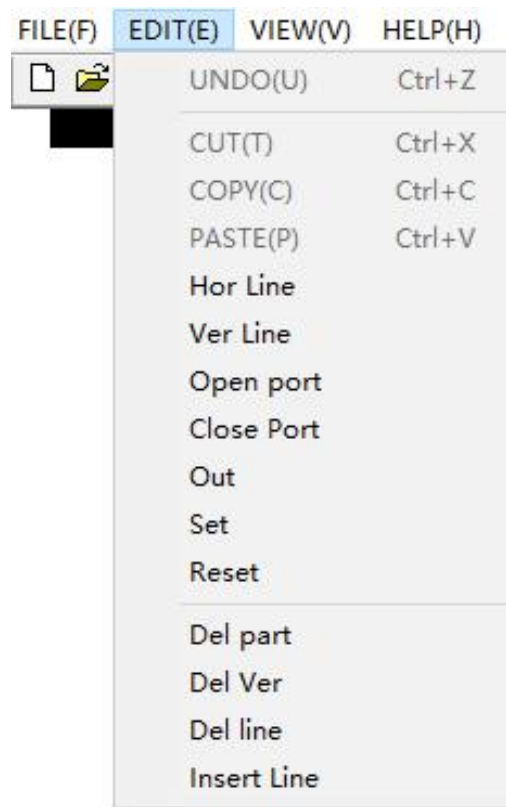 FILE(F) EDIT(E) VIEW(V) HELP(H)
UNDO(U) Ctrl+Z
CUT(T) Ctrl+X
COPY(C) Ctrl+C
PASTE(P) Ctrl+V
Hor Line
Ver Line
Open port
Close Port
Out
Set
Reset
Del part
Del Ver
Del line
Insert Line